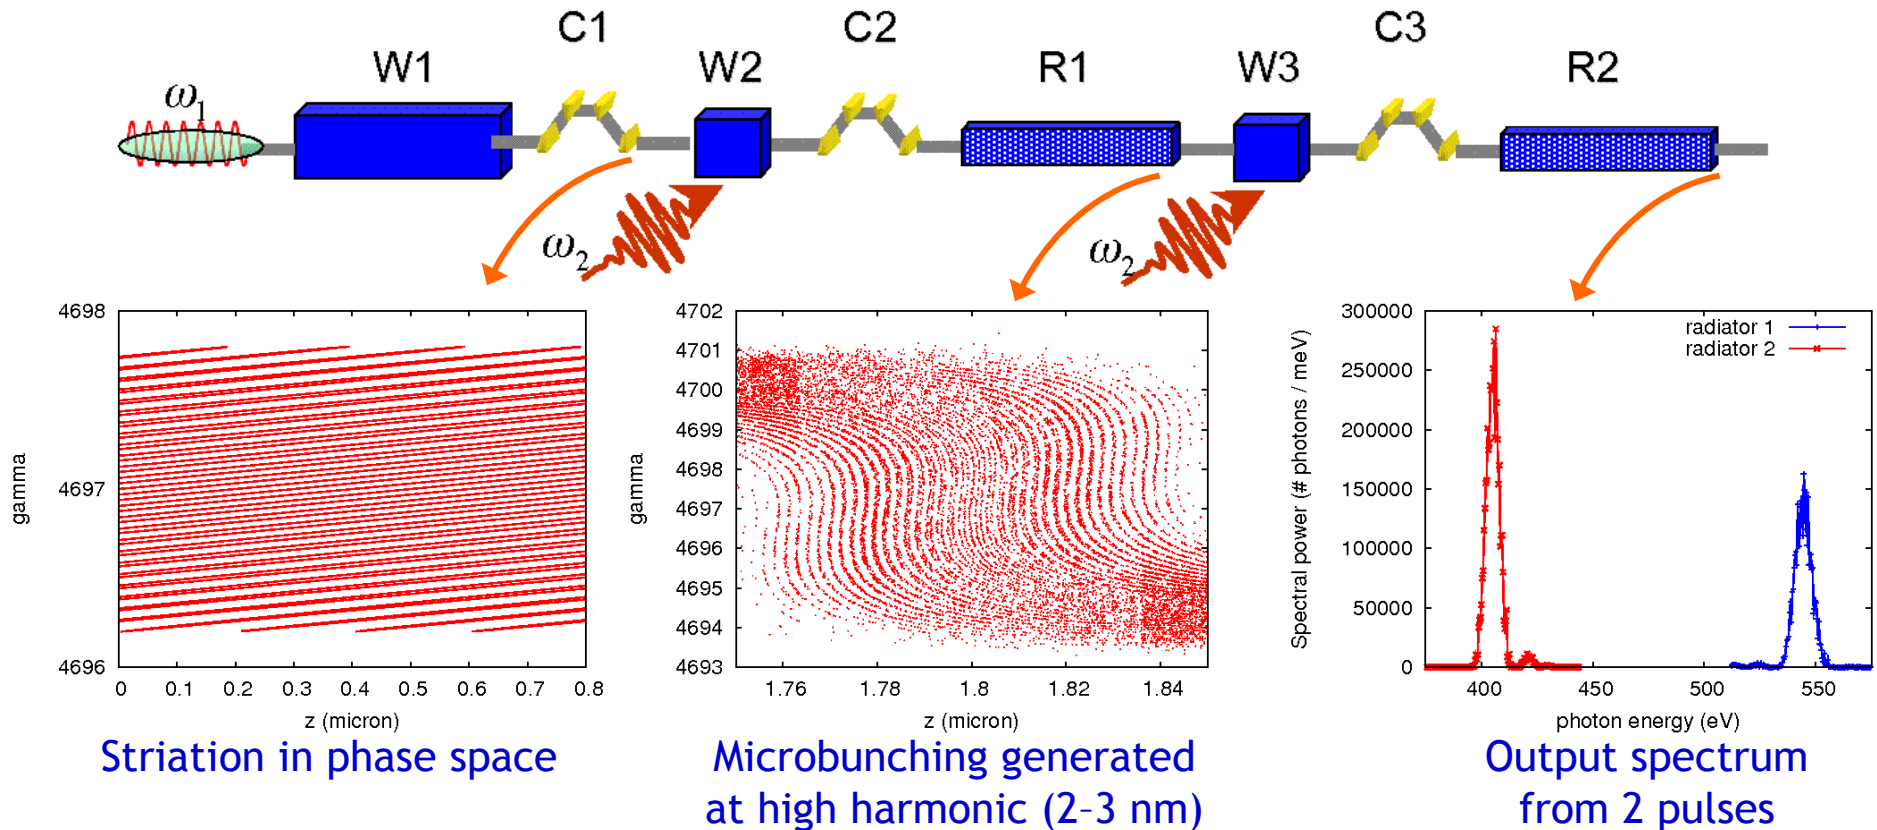 C1 C2 C3
W1 W2 R1 W3 R2
ω1
ω2 ω2
4698
4697
4696
gamma
0 0.1 0.2 0.3 0.4 0.5 0.6 0.7 0.8
z (micron)
Striation in phase space
4702
4701
4700
4699
4698
4697
4696
4695
4694
4693
gamma
1.76 1.78 1.8 1.82 1.84
z (micron)
Microbunching generated
at high harmonic (2–3 nm)
300000
250000
200000
150000
100000
50000
0
Spectral power (# photons / meV)
radiator 1
radiator 2
400 450 500 550
photon energy (eV)
Output spectrum
from 2 pulses